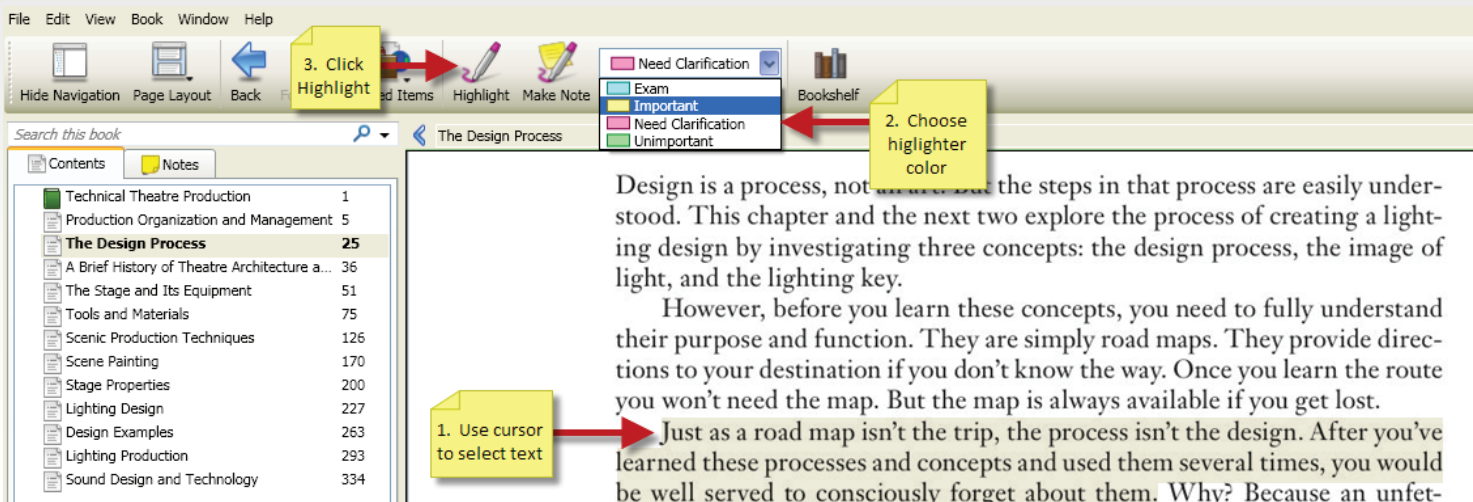 File Edit View Book Window Help
3. Click
Highlight
Hide Navigation Page Layout Back Items Highlight Make Note Bookshelf
Need Clarification
Exam
Important
Need Clarification
Unimportant
2. Choose
higlighter
color
Search this book
The Design Process
Contents Notes
Technical Theatre Production 1
Production Organization and Management 5
The Design Process 25
A Brief History of Theatre Architecture a... 36
The Stage and Its Equipment 51
Tools and Materials 75
Scenic Production Techniques 126
Scene Painting 170
Stage Properties 200
Lighting Design 227
Design Examples 263
Lighting Production 293
Sound Design and Technology 334
Design is a process, not an art. But the steps in that process are easily under-
stood. This chapter and the next two explore the process of creating a light-
ing design by investigating three concepts: the design process, the image of
light, and the lighting key.
However, before you learn these concepts, you need to fully understand
their purpose and function. They are simply road maps. They provide direc-
tions to your destination if you don't know the way. Once you learn the route
you won't need the map. But the map is always available if you get lost.
1. Use cursor
to select text
Just as a road map isn't the trip, the process isn't the design. After you've
learned these processes and concepts and used them several times, you would
be well served to consciously forget about them. Why? Because an unfet-